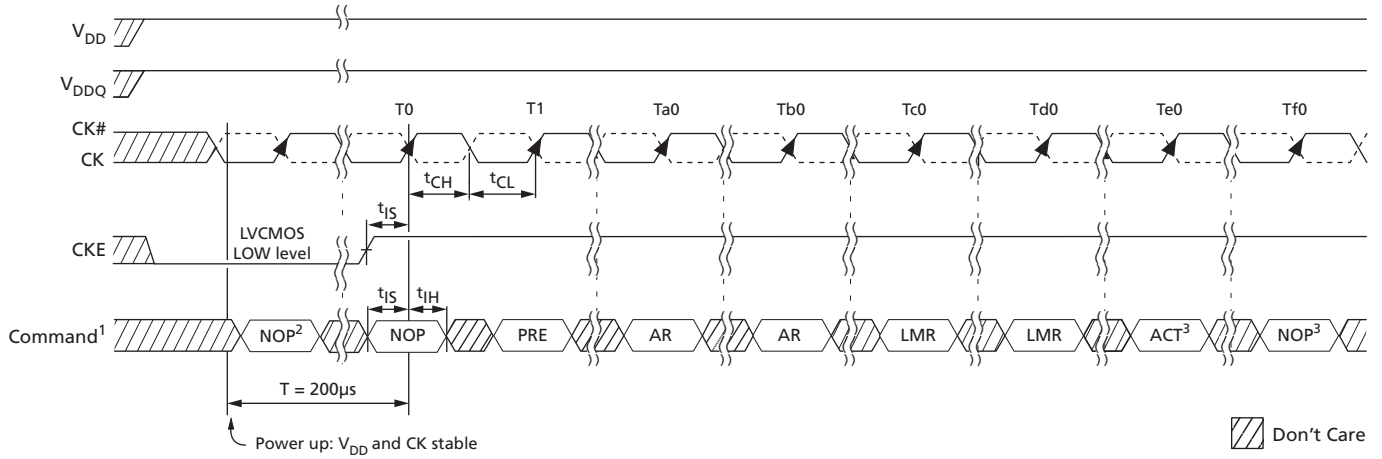 VDD
VDDQ
T0 T1 Ta0 Tb0 Tc0 Td0 Te0 Tf0
CK#
CK
tCH tCL
tIS
LVCMOS
LOW level
CKE
tIS tIH
Command1 NOP2 NOP PRE AR AR LMR LMR ACT3 NOP3
T = 200µs
Power up: VDD and CK stable
Don't Care